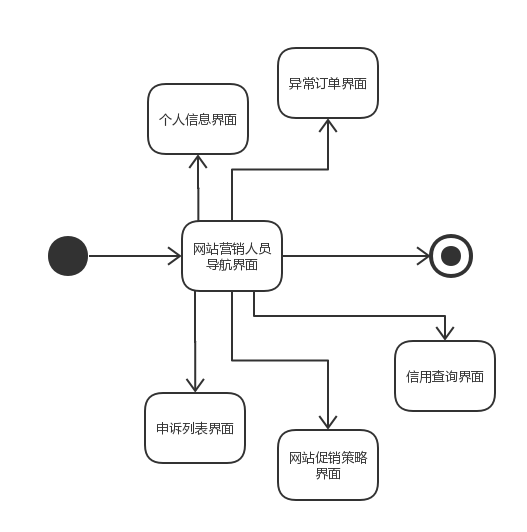 异常订单界面
个人信息界面
网站营销人员
导航界面
信用查询界面
申诉列表界面
网站促销策略
界面